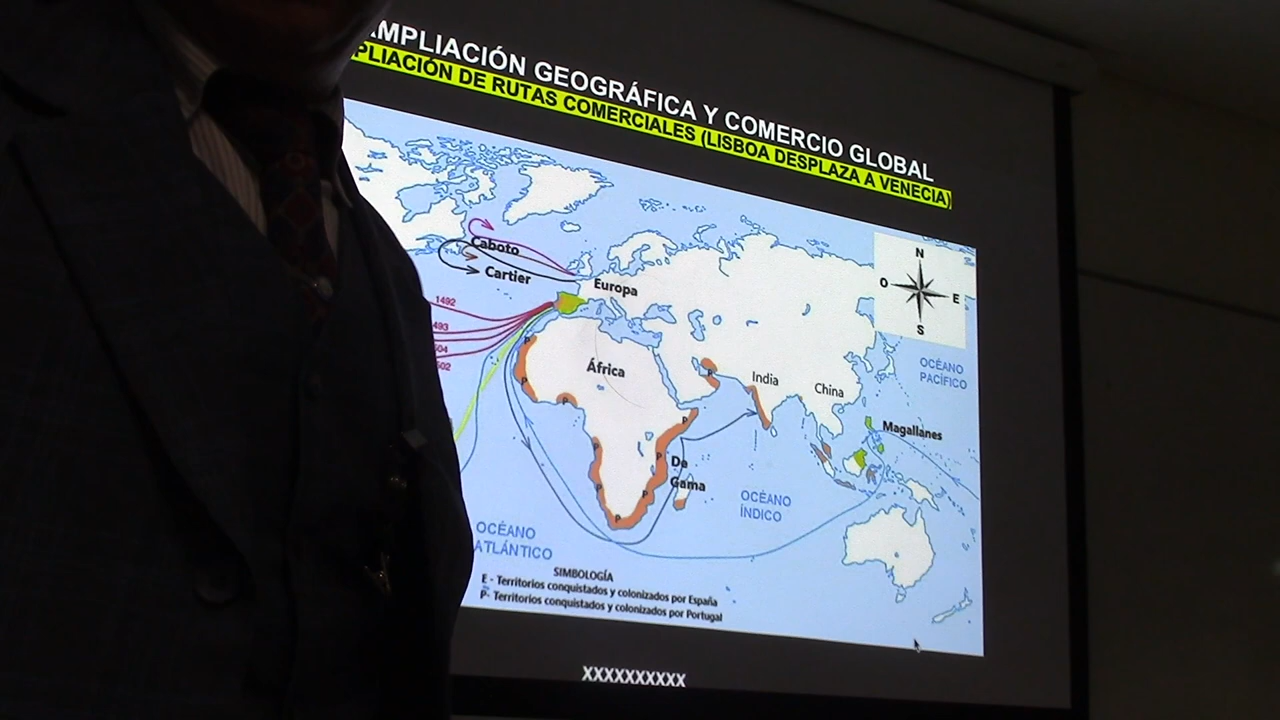 AMPLIACIÓN GEOGRÁFICA Y COMERCIO GLOBAL
PLIACIÓN DE RUTAS COMERCIALES (LISBOA DESPLAZA A VENECIA)
N
O
E
S
Caboto
Cartier
Europa
1492
493
504
502
África
India
China
OCÉANO
PACÍFICO
Magallanes
De
Gama
OCÉANO
ÍNDICO
OCÉANO
ATLÁNTICO
P
P
P
P
P
P
P
P
P
P
SIMBOLOGÍA
E - Territorios conquistados y colonizados por España
P- Territorios conquistados y colonizados por Portugal
XXXXXXXXXX